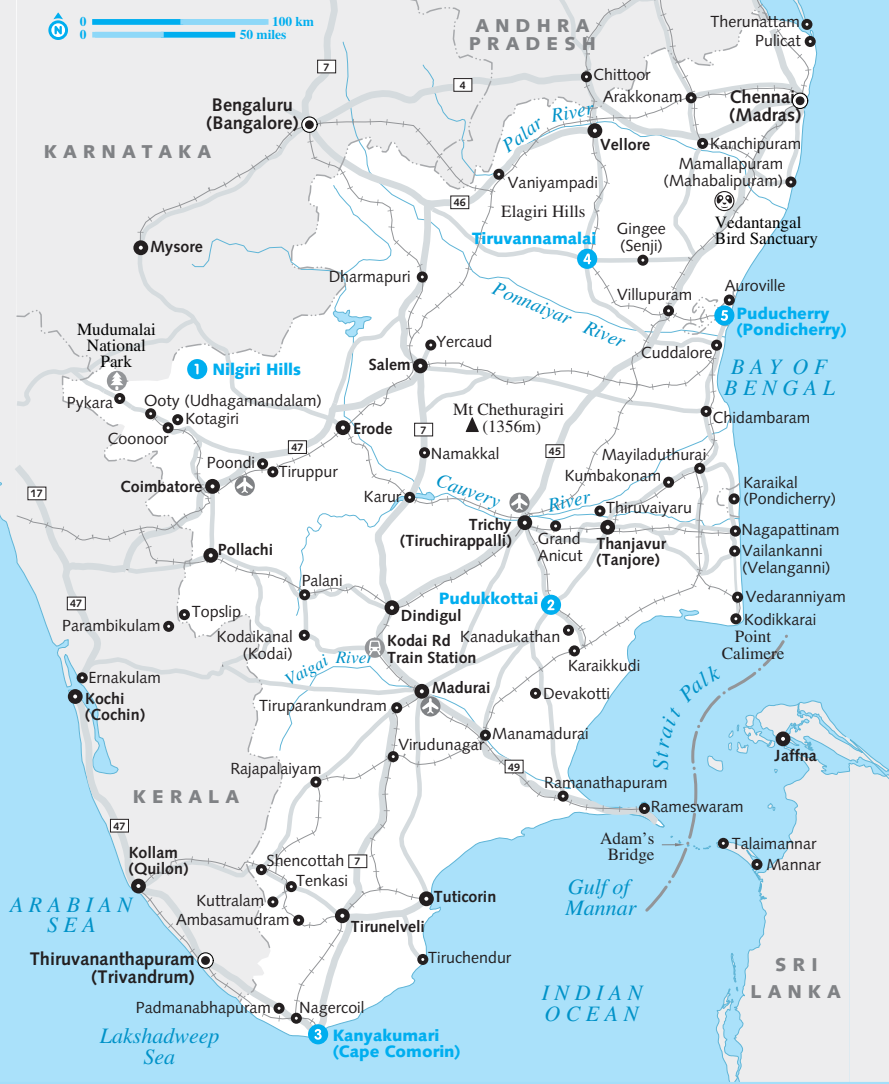 0 100 km
0 50 miles
N
ANDHRA
PRADESH
Therunattam
Pulicat
7
4
Chittoor
Arakkonam
Chennai
(Madras)
Bengaluru
(Bangalore)
Palar River
Vellore
Kanchipuram
KARNATAKA
Mamallapuram
(Mahabalipuram)
Vaniyampadi
46
Elagiri Hills
Vedantangal
Bird Sanctuary
Gingee
(Senji)
Tiruvannamalai
4
Mysore
Dharmapuri
Ponnaiyar River
Villupuram
Auroville
5 Puducherry
(Pondicherry)
Mudumalai
National
Park
Yercaud
Cuddalore
Salem
BAY OF
BENGAL
1 Nilgiri Hills
Pykara
Ooty (Udhagamandalam)
Kotagiri
Coonoor
Mt Chethuragiri
(1356m)
Chidambaram
Erode
7
47
45
Namakkal
Mayiladuthurai
Poondi
Tiruppur
Kumbakonam
Coimbatore
17
Karur
Cauvery River
Karaikal
(Pondicherry)
Thiruvaiyaru
Trichy
(Tiruchirappalli)
Grand
Anicut
Thanjavur
(Tanjore)
Nagapattinam
Vailankanni
(Velanganni)
Pollachi
Palani
Pudukkottai 2
47
Topslip
Parambikulam
Dindigul
Vedaranniyam
Kodikkarai
Point
Calimere
Kodaikanal
(Kodai)
Kodai Rd
Train Station
Kanadukathan
Karaikkudi
Vaigai River
Ernakulam
Kochi
(Cochin)
Madurai
Devakotti
Tiruparankundram
Strait Palk
Manamadurai
Virudunagar
Jaffna
Rajapalaiyam
49
Ramanathapuram
KERALA
Rameswaram
47
Adam's
Bridge
Talaimannar
Mannar
Kollam
(Quilon)
Shencottah
7
Tenkasi
Kuttralam
Ambasamudram
Tuticorin
Tirunelveli
Gulf of
Mannar
ARABIAN
SEA
Thiruvananthapuram
(Trivandrum)
Tiruchendur
SRI
LANKA
INDIAN
OCEAN
Padmanabhapuram
Nagercoil
Lakshadweep
Sea
3 Kanyakumari
(Cape Comorin)